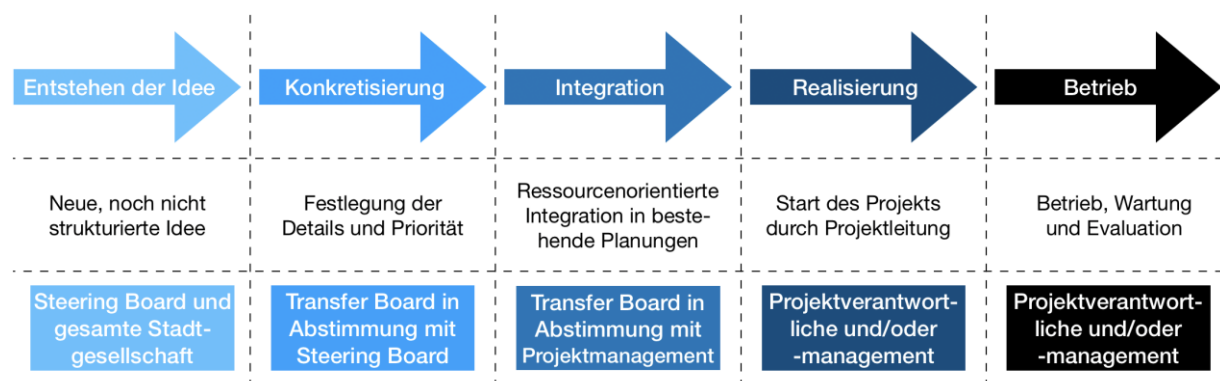 Entstehen der Idee
Konkretisierung
Integration
Realisierung
Betrieb
Neue, noch nicht
strukturierte Idee
Festlegung der
Details und Priorität
Ressourcenorientierte
Integration in beste-
hende Planungen
Start des Projekts
durch Projektleitung
Betrieb, Wartung
und Evaluation
Steering Board und
gesamte Stadt-
gesellschaft
Transfer Board in
Abstimmung mit
Steering Board
Transfer Board in
Abstimmung mit
Projektmanagement
Projektverantwort-
liche und/oder
-management
Projektverantwort-
liche und/oder
-management